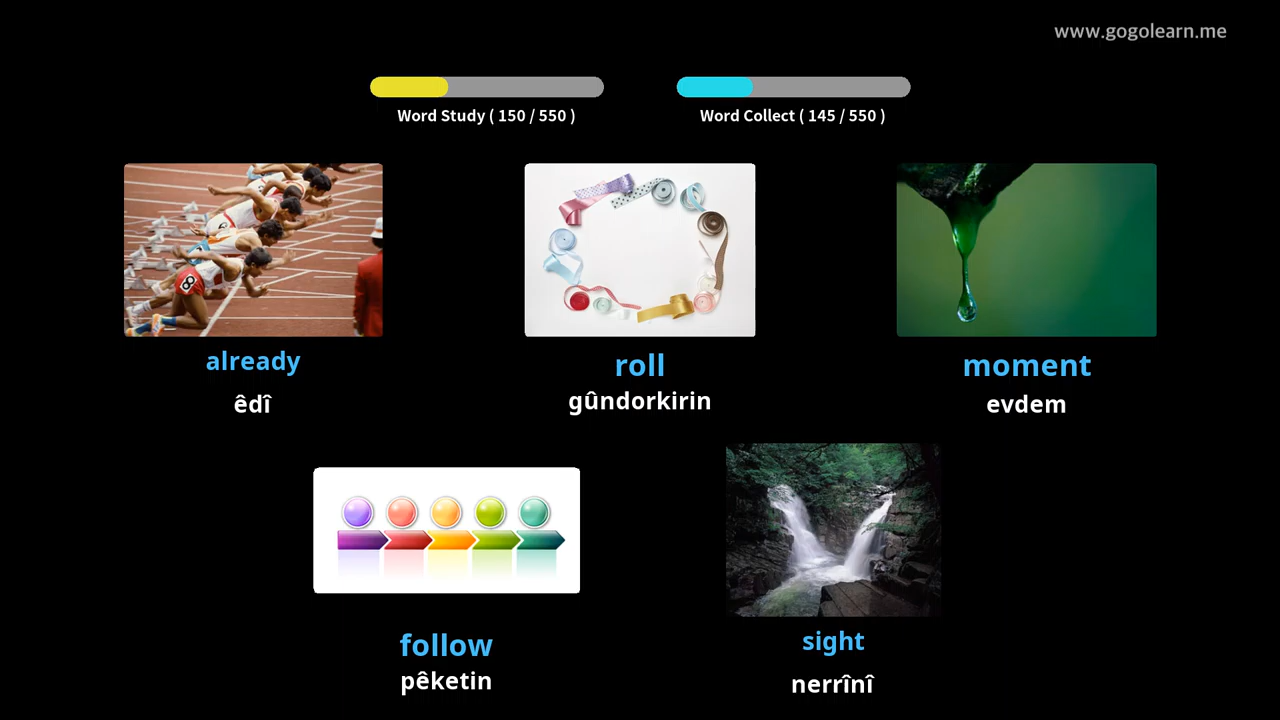 www.gogolearn.me
Word Study ( 150 / 550 )
Word Collect ( 145 / 550 )
already
êdî
roll
gûndorkirin
moment
evdem
follow
pêketin
sight
nerrînî